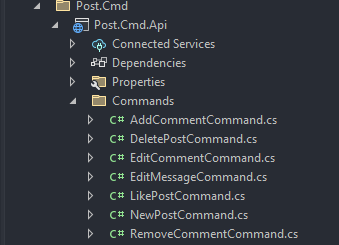 Post.Cmd
Post.Cmd.Api
Connected Services
Dependencies
Properties
Commands
C# AddCommentCommand.cs
C# DeletePostCommand.cs
C# EditCommentCommand.cs
C# EditMessageCommand.cs
C# LikePostCommand.cs
C# NewPostCommand.cs
C# RemoveCommentCommand.cs